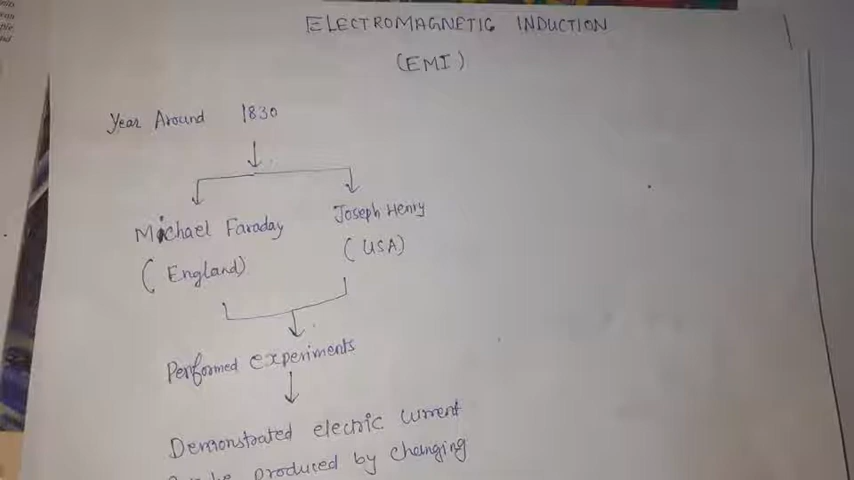 ELECTROMAGNETIC INDUCTION
(EMI)
Year Around 1830
Michael Faraday
(England)
Joseph Henry
(USA)
Performed experiments
Demonstrated electric current
be produced by changing